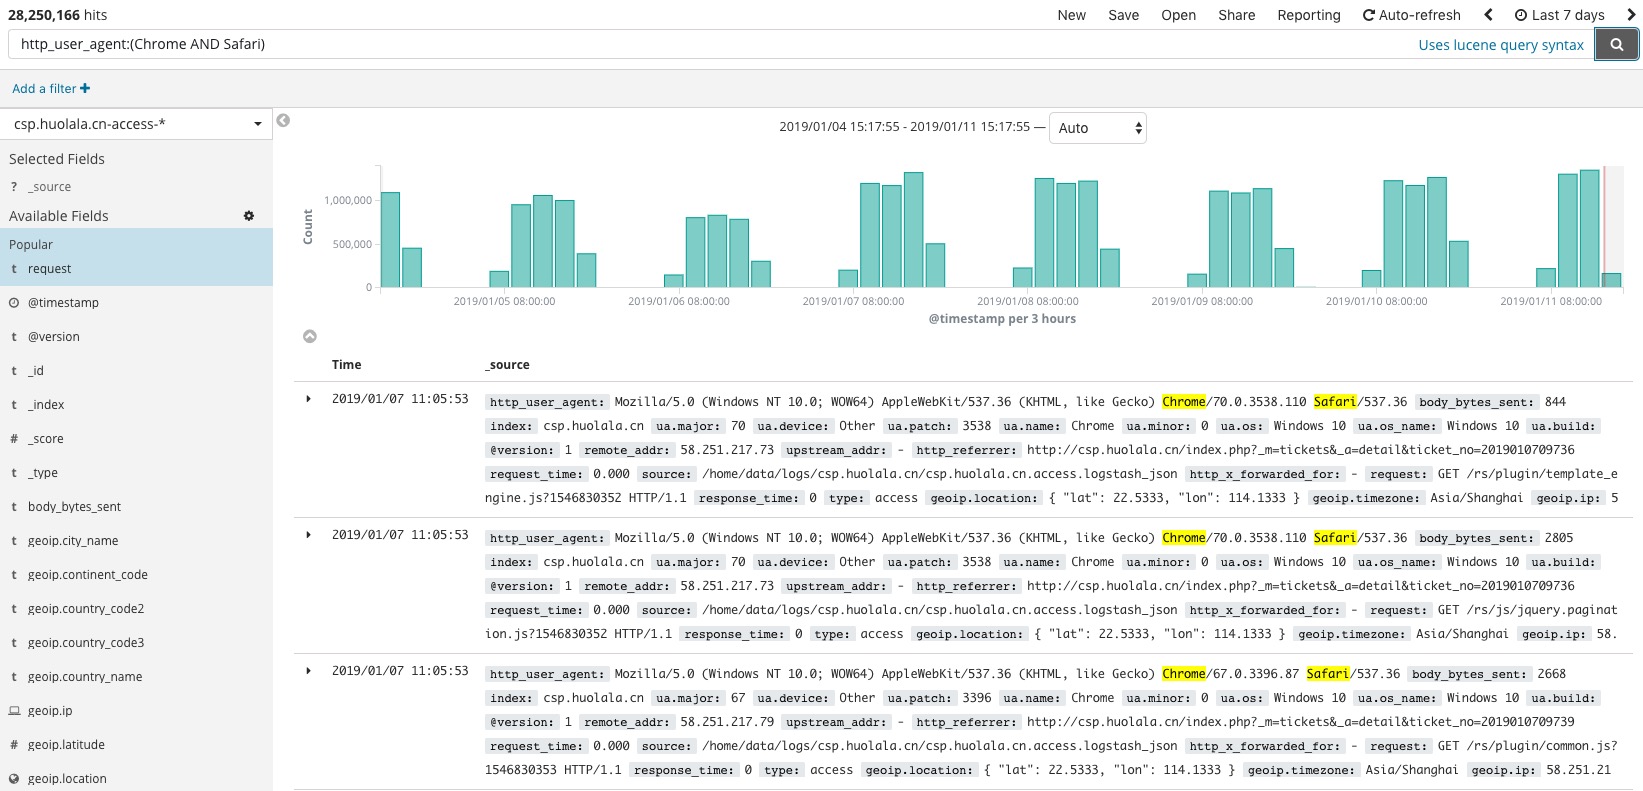 28,250,166 hits
New Save Open Share Reporting Auto-refresh Last 7 days
http_user_agent:(Chrome AND Safari)
Uses lucene query syntax
Add a filter
csp.huolala.cn-access-*
Selected Fields
? _source
Available Fields
Popular
t request
@timestamp
t @version
t _id
t _index
# _score
t _type
t body_bytes_sent
t geoip.city_name
t geoip.continent_code
t geoip.country_code2
t geoip.country_code3
t geoip.country_name
geoip.ip
# geoip.latitude
geoip.location
2019/01/04 15:17:55 - 2019/01/11 15:17:55 — Auto
Count
1,000,000
500,000
0
2019/01/05 08:00:00 2019/01/06 08:00:00 2019/01/07 08:00:00 2019/01/08 08:00:00 2019/01/09 08:00:00 2019/01/10 08:00:00 2019/01/11 08:00:00
@timestamp per 3 hours
Time _source
2019/01/07 11:05:53 http_user_agent: Mozilla/5.0 (Windows NT 10.0; WOW64) AppleWebKit/537.36 (KHTML, like Gecko) Chrome/70.0.3538.110 Safari/537.36 body_bytes_sent: 844
index: csp.huolala.cn ua.major: 70 ua.device: Other ua.patch: 3538 ua.name: Chrome ua.minor: 0 ua.os: Windows 10 ua.os_name: Windows 10 ua.build:
@version: 1 remote_addr: 58.251.217.73 upstream_addr: - http_referrer: http://csp.huolala.cn/index.php?_m=tickets&_a=detail&ticket_no=2019010709736
request_time: 0.000 source: /home/data/logs/csp.huolala.cn/csp.huolala.cn.access.logstash_json http_x_forwarded_for: - request: GET /rs/plugin/template_e
ngine.js?1546830352 HTTP/1.1 response_time: 0 type: access geoip.location: { "lat": 22.5333, "lon": 114.1333 } geoip.timezone: Asia/Shanghai geoip.ip: 5
2019/01/07 11:05:53 http_user_agent: Mozilla/5.0 (Windows NT 10.0; WOW64) AppleWebKit/537.36 (KHTML, like Gecko) Chrome/70.0.3538.110 Safari/537.36 body_bytes_sent: 2805
index: csp.huolala.cn ua.major: 70 ua.device: Other ua.patch: 3538 ua.name: Chrome ua.minor: 0 ua.os: Windows 10 ua.os_name: Windows 10 ua.build:
@version: 1 remote_addr: 58.251.217.73 upstream_addr: - http_referrer: http://csp.huolala.cn/index.php?_m=tickets&_a=detail&ticket_no=2019010709736
request_time: 0.000 source: /home/data/logs/csp.huolala.cn/csp.huolala.cn.access.logstash_json http_x_forwarded_for: - request: GET /rs/js/jquery.paginat
ion.js?1546830352 HTTP/1.1 response_time: 0 type: access geoip.location: { "lat": 22.5333, "lon": 114.1333 } geoip.timezone: Asia/Shanghai geoip.ip: 58.
2019/01/07 11:05:53 http_user_agent: Mozilla/5.0 (Windows NT 10.0; WOW64) AppleWebKit/537.36 (KHTML, like Gecko) Chrome/67.0.3396.87 Safari/537.36 body_bytes_sent: 2668
index: csp.huolala.cn ua.major: 67 ua.device: Other ua.patch: 3396 ua.name: Chrome ua.minor: 0 ua.os: Windows 10 ua.os_name: Windows 10 ua.build:
@version: 1 remote_addr: 58.251.217.79 upstream_addr: - http_referrer: http://csp.huolala.cn/index.php?_m=tickets&_a=detail&ticket_no=2019010709739
request_time: 0.000 source: /home/data/logs/csp.huolala.cn/csp.huolala.cn.access.logstash_json http_x_forwarded_for: - request: GET /rs/plugin/common.js?
1546830353 HTTP/1.1 response_time: 0 type: access geoip.location: { "lat": 22.5333, "lon": 114.1333 } geoip.timezone: Asia/Shanghai geoip.ip: 58.251.21